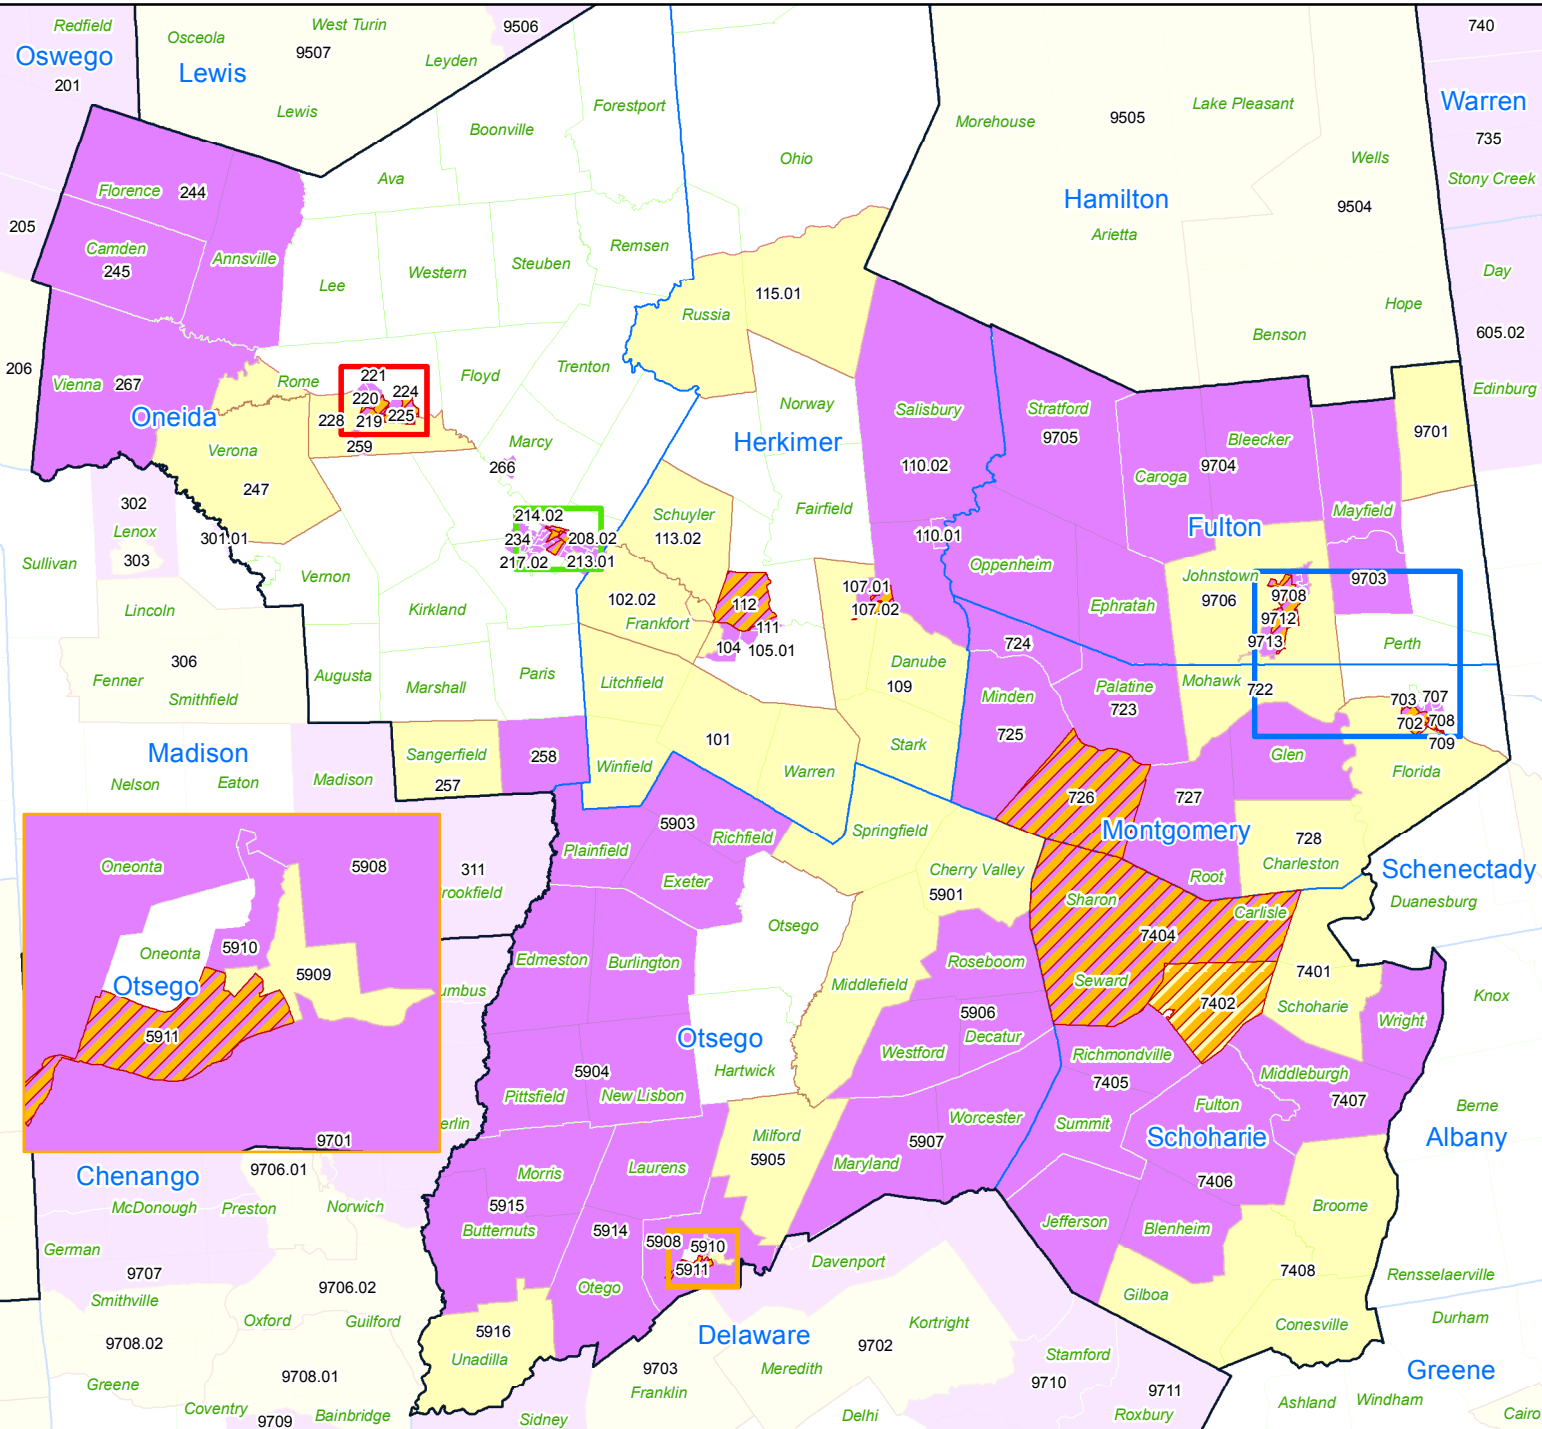 Redfield
West Turin
9506
740
Osceola
9507
Oswego
Lewis
Leyden
201
Warren
Lake Pleasant
Forestport
Lewis
Morehouse
9505
Boonville
735
Ohio
Wells
Ava
Stony Creek
Florence 244
Hamilton
9504
205
Arietta
Camden
245
Annsville
Remsen
Steuben
Western
Lee
Day
115.01
Russia
Hope
Benson
605.02
206
Trenton
Vienna 267
Rome
221
Floyd
Edinburg
220
224
Oneida
228
219
225
Norway
Salisbury
Stratford
9705
9701
Herkimer
Bleecker
259
Marcy
Verona
266
110.02
9704
Caroga
247
302
Fairfield
Mayfield
Schuyler
113.02
214.02
Fulton
Lenox
301.01
234
208.02
110.01
303
217.02
213.01
Sullivan
Oppenheim
Johnstown
9703
Vernon
107.01
9706
9708
102.02
112
107.02
Ephratah
Lincoln
Kirkland
9712
Frankfort
111
9713
104
105.01
724
Perth
306
Danube
Fenner
Augusta
Marshall
Paris
Litchfield
109
Minden
Palatine
Mohawk
722
Smithfield
723
703
707
702
708
709
725
101
Stark
Glen
Madison
Sangerfield
258
Winfield
Warren
Florida
Nelson
Eaton
Madison
257
726
727
5903
Springfield
Montgomery
728
Plainfield
Richfield
Charleston
Oneonta
5908
311
Cherry Valley
Schenectady
rookfield
Exeter
5901
Root
Sharon
Carlisle
Duanesburg
Otsego
7404
Oneonta
5910
Edmeston
Burlington
Roseboom
5909
7401
Otsego
umbus
Middlefield
Seward
7402
Schoharie
Knox
5906
Wright
5911
Otsego
Decatur
Westford
Richmondville
5904
Hartwick
7405
Middleburgh
Pittsfield
New Lisbon
7407
Fulton
Berne
erlin
Worcester
Summit
9701
Milford
5907
Schoharie
Albany
5905
9706.01
Chenango
Laurens
Maryland
Morris
7406
McDonough
Preston
Norwich
5915
Broome
Butternuts
5914
5908
5910
Jefferson
Blenheim
German
Davenport
9707
5911
7408
Rensselaerville
9706.02
Otego
Smithville
Gilboa
Oxford
Guilford
Kortright
Durham
9708.02
5916
Delaware
Conesville
9702
Unadilla
Stamford
9703
Meredith
Greene
9708.01
9710
Greene
Franklin
9711
Ashland
Windham
Coventry
9709
Bainbridge
Sidney
Delhi
Roxbury
Cairo